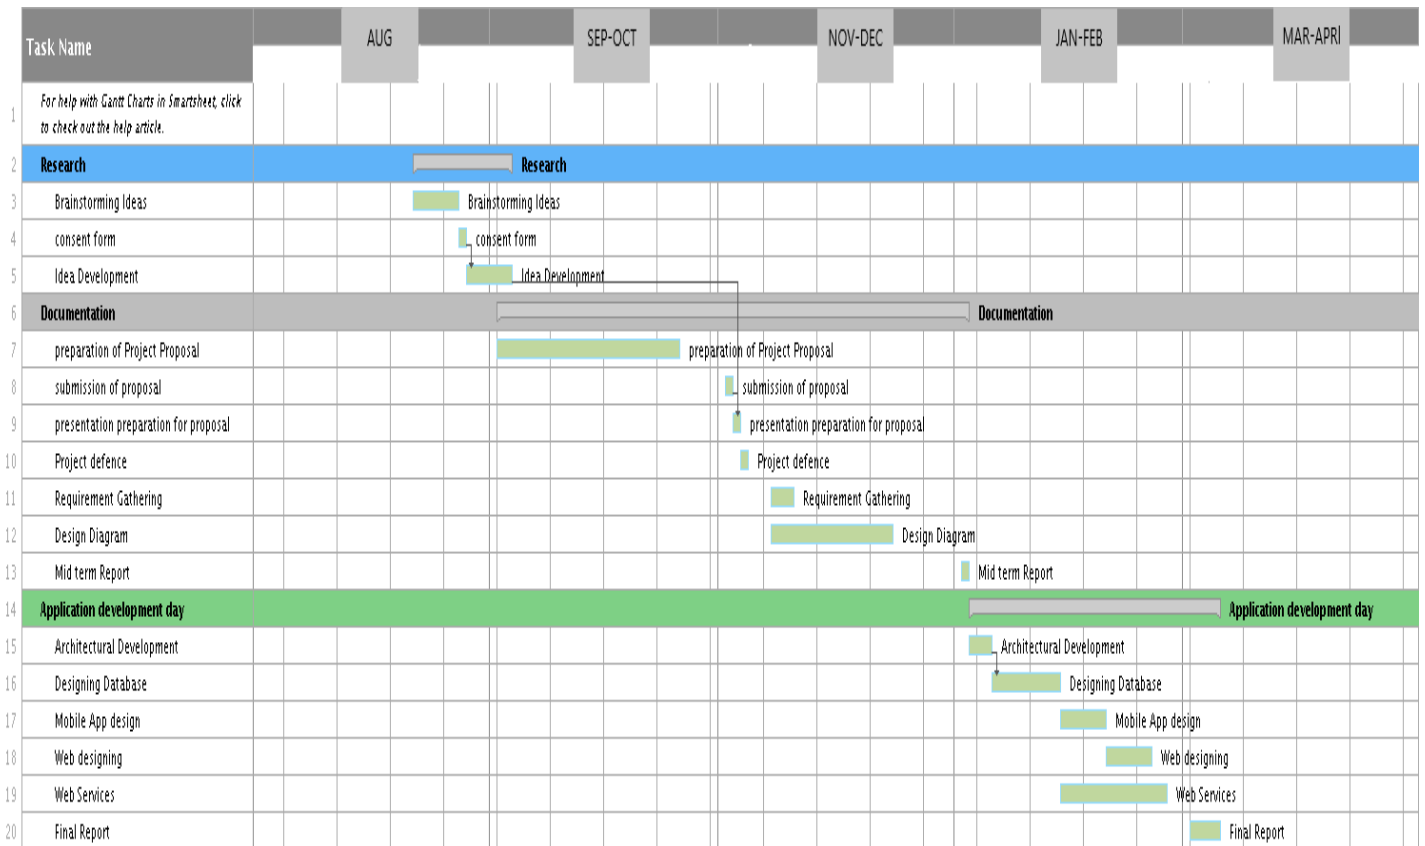 Task Name AUG SEP-OCT NOV-DEC JAN-FEB MAR-APRl
1 For help with Gantt Charts in Smartsheet, click
to check out the help article.
2 Research Research
3 Brainstorming Ideas Brainstorming Ideas
4 consent form consent form
5 Idea Development Idea Development
6 Documentation Documentation
7 preparation of Project Proposal preparation of Project Proposal
8 submission of proposal submission of proposal
9 presentation preparation for proposal presentation preparation for proposal
10 Project defence Project defence
11 Requirement Gathering Requirement Gathering
12 Design Diagram Design Diagram
13 Mid term Report Mid term Report
14 Application development day Application development day
15 Architectural Development Architectural Development
16 Designing Database Designing Database
17 Mobile App design Mobile App design
18 Web designing Web designing
19 Web Services Web Services
20 Final Report Final Report